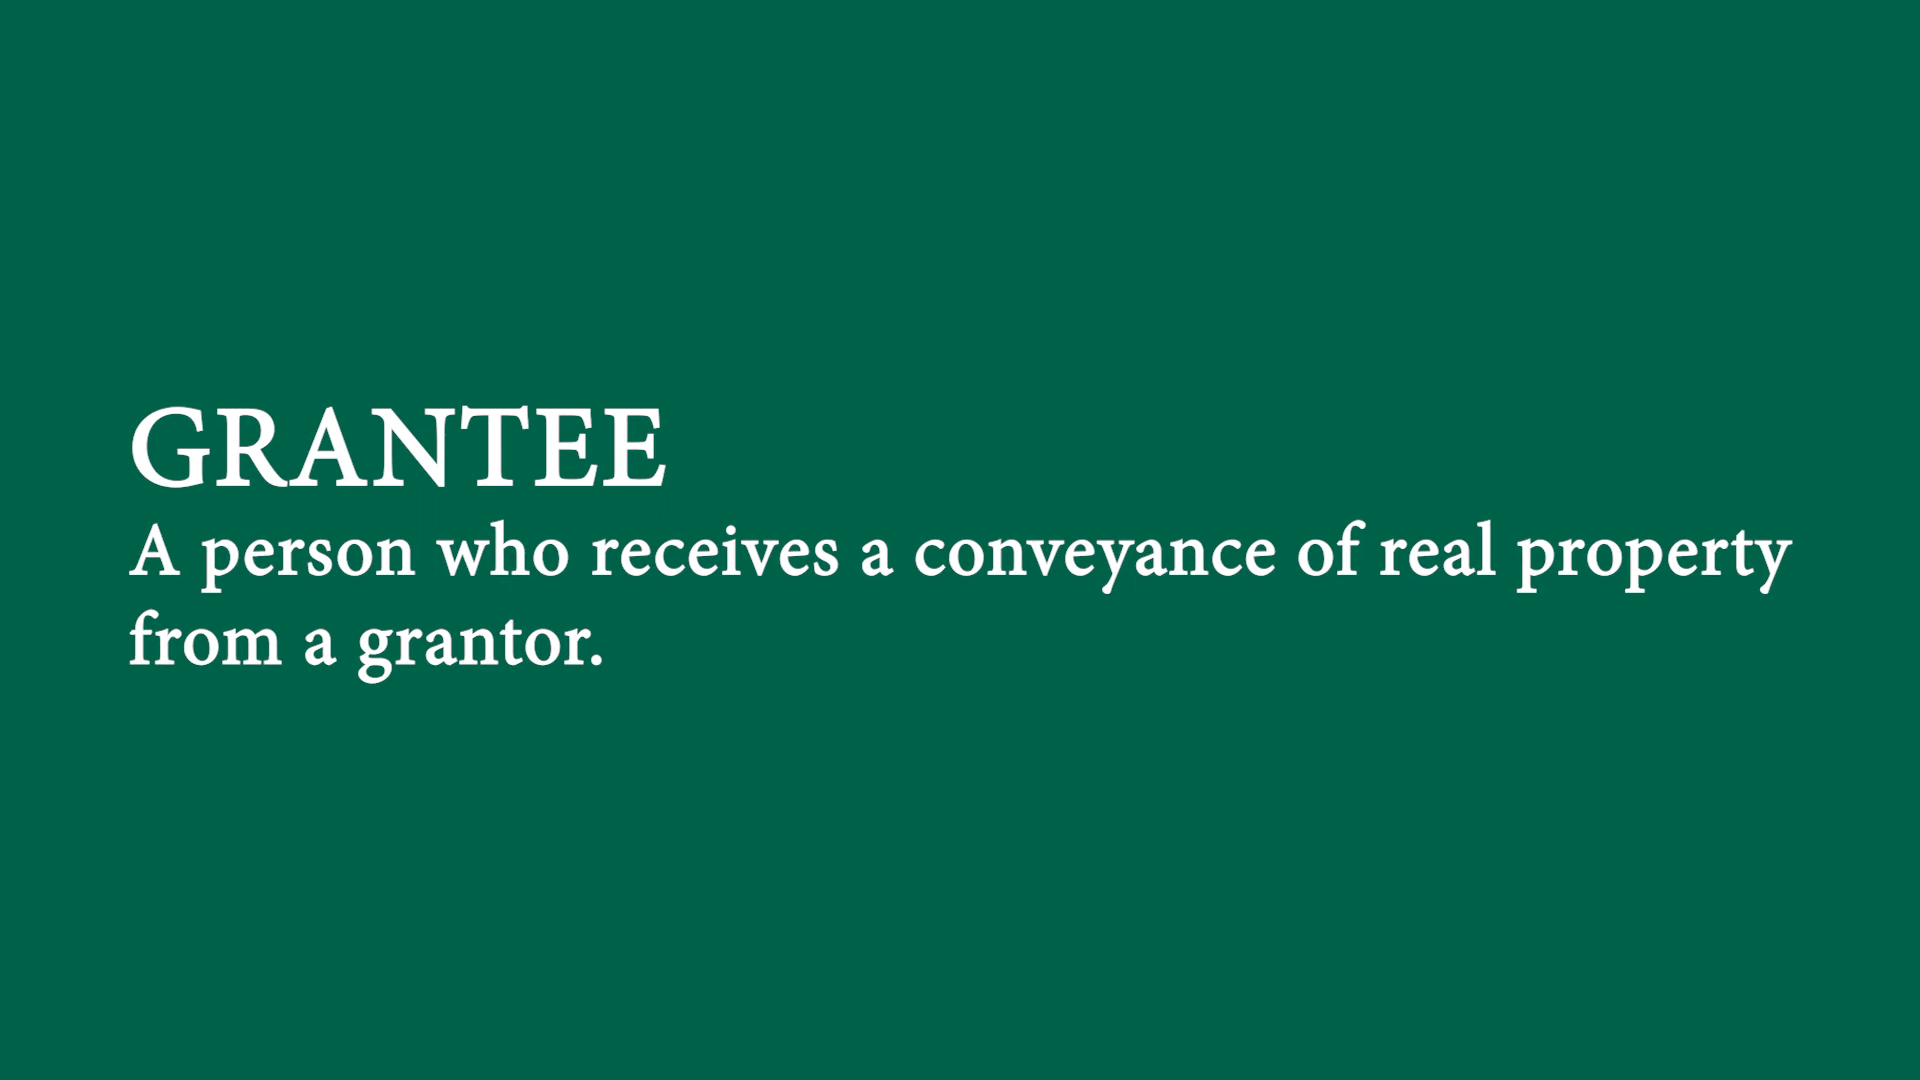 GRANTEE
A person who receives a conveyance of real property
from a grantor.